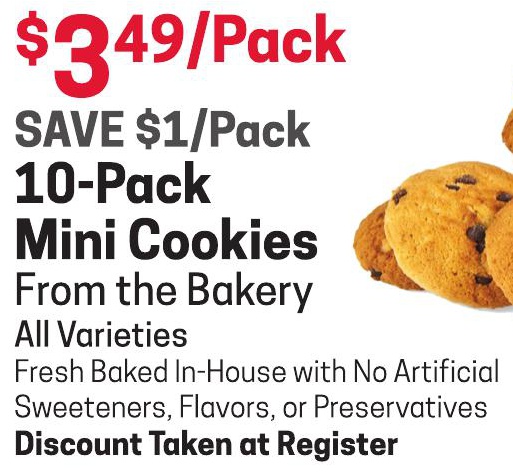 $3.49/Pack
SAVE $1/Pack
10-Pack
Mini Cookies
From the Bakery
All Varieties
Fresh Baked In-House with No Artificial
Sweeteners, Flavors, or Preservatives
Discount Taken at Register